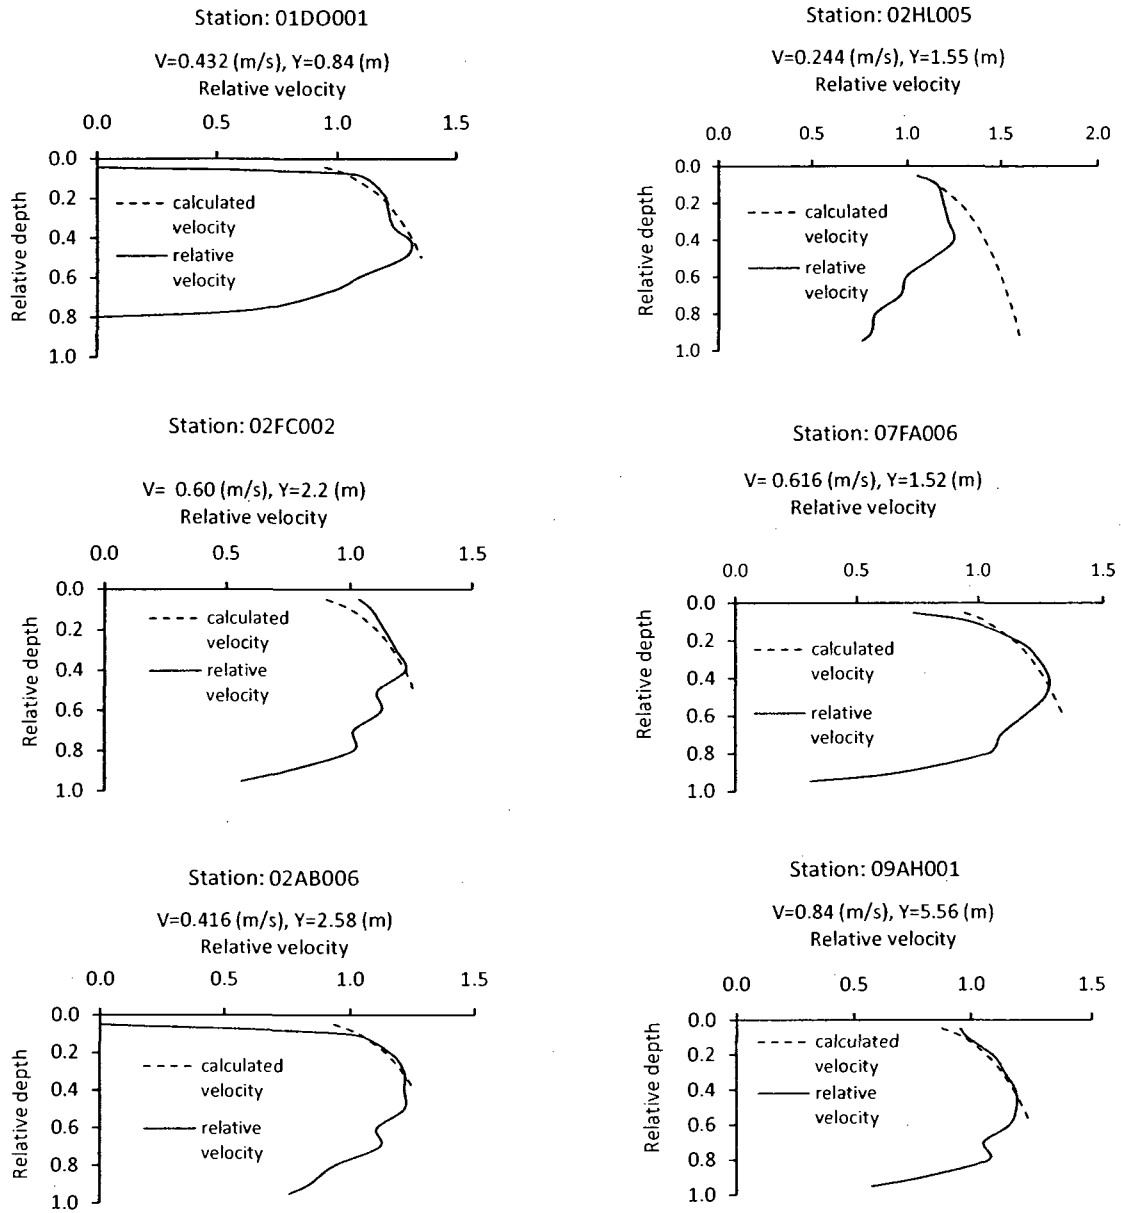 Station: 01DO001
V=0.432 (m/s), Y=0.84 (m)
Relative velocity
0.0 0.5 1.0 1.5
0.0
0.2
0.4
0.6
0.8
1.0
Relative depth
calculated
velocity
relative
velocity
Station: 02HL005
V=0.244 (m/s), Y=1.55 (m)
Relative velocity
0.0 0.5 1.0 1.5 2.0
0.0
0.2
0.4
0.6
0.8
1.0
Relative depth
calculated
velocity
relative
velocity
Station: 02FC002
V= 0.60 (m/s), Y=2.2 (m)
Relative velocity
0.0 0.5 1.0 1.5
0.0
0.2
0.4
0.6
0.8
1.0
Relative depth
calculated
velocity
relative
velocity
Station: 07FA006
V= 0.616 (m/s), Y=1.52 (m)
Relative velocity
0.0 0.5 1.0 1.5
0.0
0.2
0.4
0.6
0.8
1.0
Relative depth
calculated
velocity
relative
velocity
Station: 02AB006
V=0.416 (m/s), Y=2.58 (m)
Relative velocity
0.0 0.5 1.0 1.5
0.0
0.2
0.4
0.6
0.8
1.0
Relative depth
calculated
velocity
relative
velocity
Station: 09AH001
V=0.84 (m/s), Y=5.56 (m)
Relative velocity
0.0 0.5 1.0 1.5
0.0
0.2
0.4
0.6
0.8
1.0
Relative depth
calculated
velocity
relative
velocity